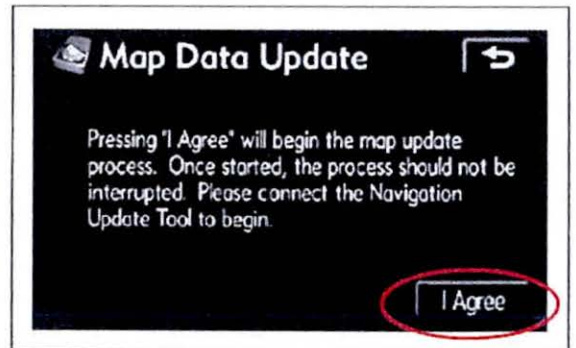 Map Data Update
Pressing "I Agree" will begin the map update
process. Once started, the process should not be
interrupted. Please connect the Navigation
Update Tool to begin.
I Agree